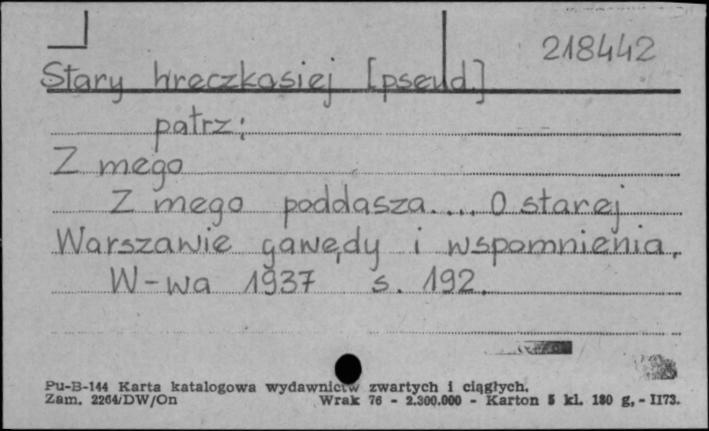 218442
Stary hreczkosiej [pseud.]
patrz:
Z mego
Z mego poddasza.... O starej
Warszawie gawędy i wspomnienia.
W-wa 1937 s. 192.
Pu-B-144 Karta katalogowa wydawnictw zwartych i ciągłych.
Zam. 2264/DW/On Wrak 76 - 2.300.000 - Karton 5 kl. 180 g, - II73.